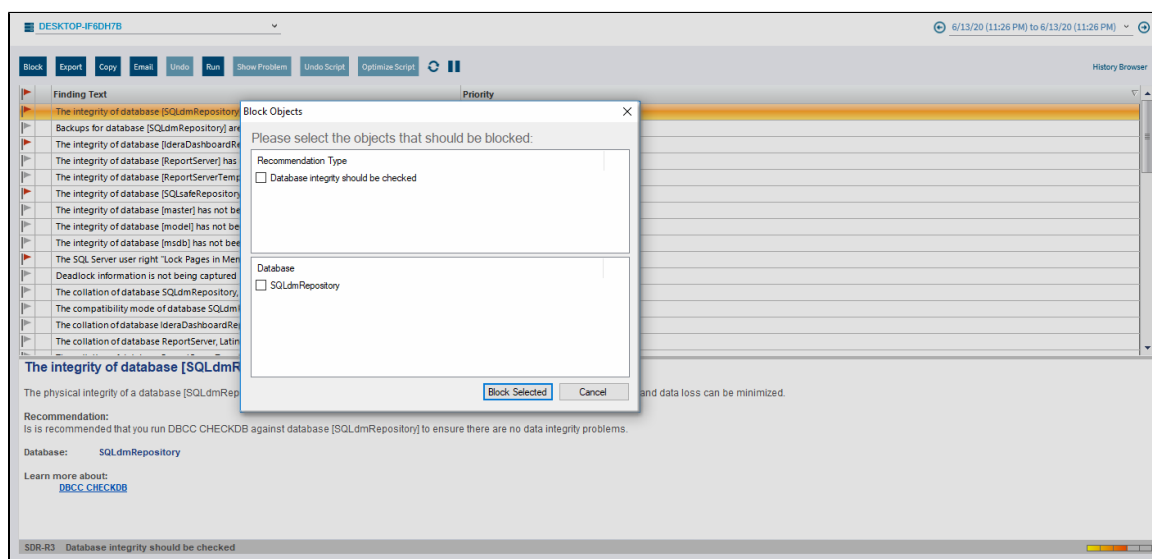 DESKTOP-IF6DH7B
6/13/20 (11:26 PM) to 6/13/20 (11:26 PM)
Block Export Copy Email Undo Run Show Problem Undo Script Optimize Script
History Browser
Finding Text Priority
The integrity of database [SQLdmRepository
Backups for database [SQLdmRepository] are
The integrity of database [IderaDashboardRe
The integrity of database [ReportServer] has
The integrity of database [ReportServerTemp
The integrity of database [SQLsafeRepository
The integrity of database [master] has not be
The integrity of database [model] has not be
The integrity of database [msdb] has not bee
The SQL Server user right "Lock Pages in Mem
Deadlock information is not being captured
The collation of database SQLdmRepository,
The compatibility mode of database SQLdm
The collation of database IderaDashboardRe
The collation of database ReportServer, Latin
Block Objects
Please select the objects that should be blocked:
Recommendation Type
Database integrity should be checked
Database
SQLdmRepository
Block Selected Cancel
The integrity of database [SQLdmR
The physical integrity of a database [SQLdmRep and data loss can be minimized.
Recommendation:
Is is recommended that you run DBCC CHECKDB against database [SQLdmRepository] to ensure there are no data integrity problems.
Database: SQLdmRepository
Learn more about:
DBCC CHECKDB
SDR-R3 Database integrity should be checked